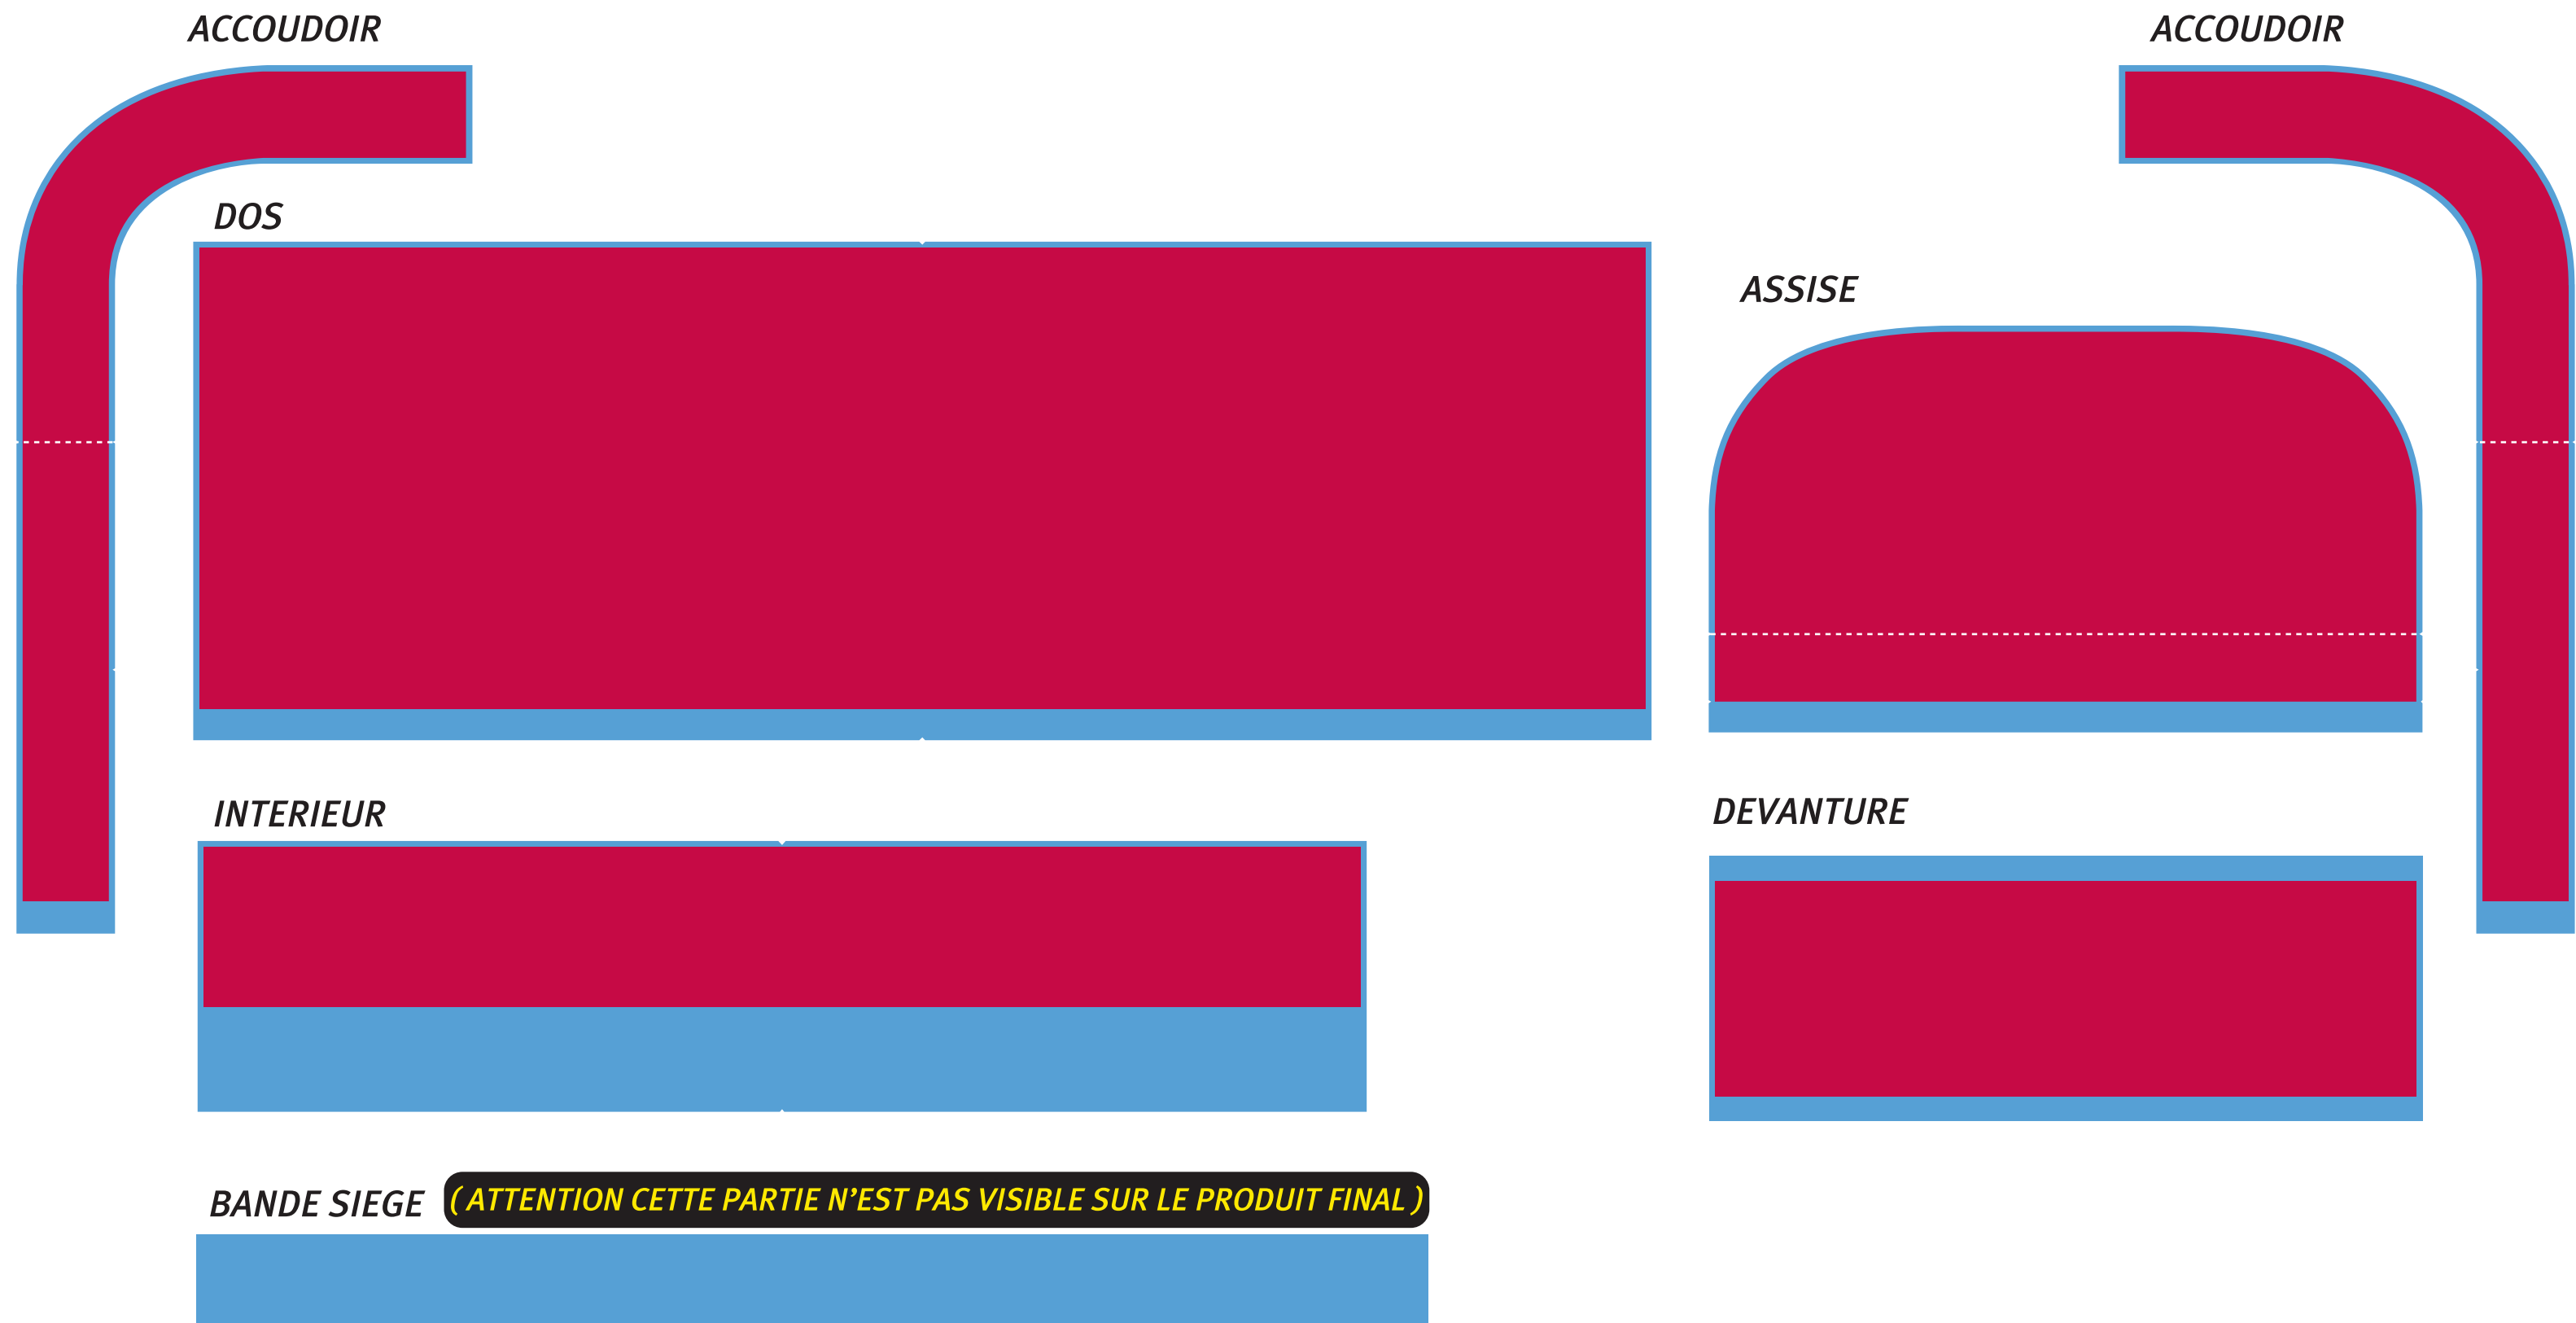 ACCOUDOIR
ACCOUDOIR
DOS
ASSISE
INTERIEUR
DEVANTURE
BANDE SIEGE
( ATTENTION CETTE PARTIE N’EST PAS VISIBLE SUR LE PRODUIT FINAL )